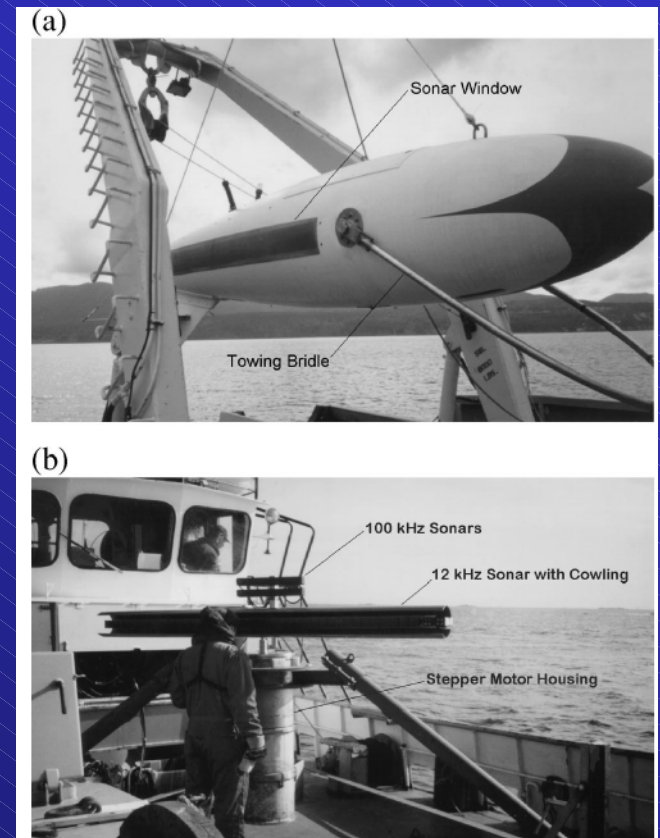 (a)
Sonar Window
Towing Bridle
(b)
100 kHz Sonars
12 kHz Sonar with Cowling
Stepper Motor Housing